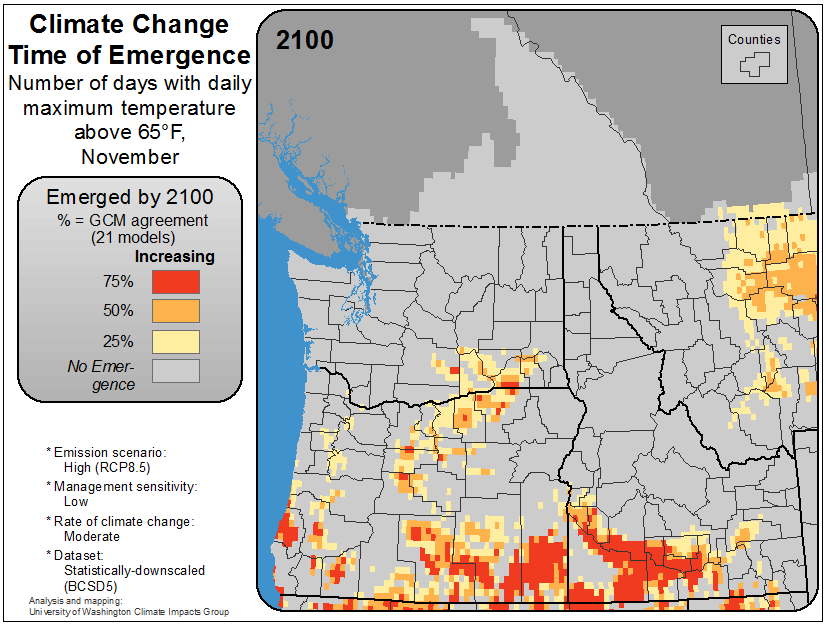 Climate Change
Time of Emergence
Number of days with daily
maximum temperature
above 65°F,
November
Emerged by 2100
% = GCM agreement
(21 models)
Increasing
75%
50%
25%
No Emer-
gence
* Emission scenario:
High (RCP8.5)
* Management sensitivity:
Low
* Rate of climate change:
Moderate
* Dataset:
Statistically-downscaled
(BCSD5)
Analysis and mapping:
University of Washington Climate Impacts Group
2100
Counties